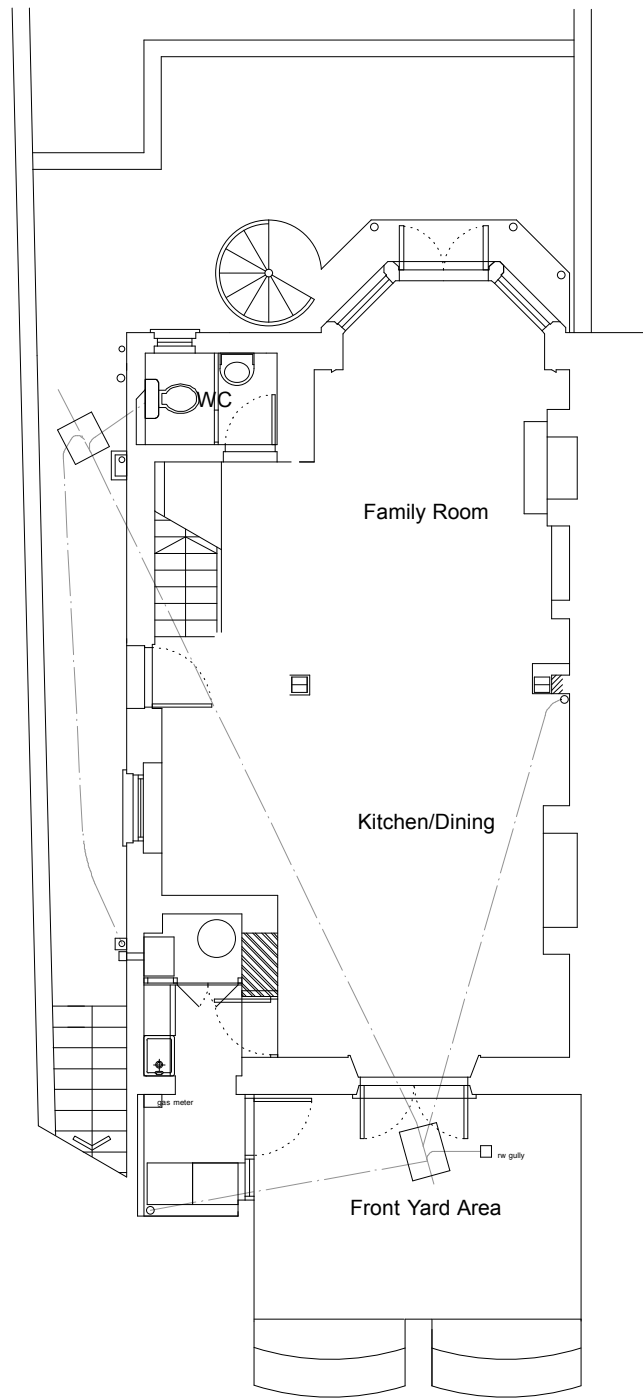 WC
Family Room
Kitchen/Dining
gas meter
rw gully
Front Yard Area